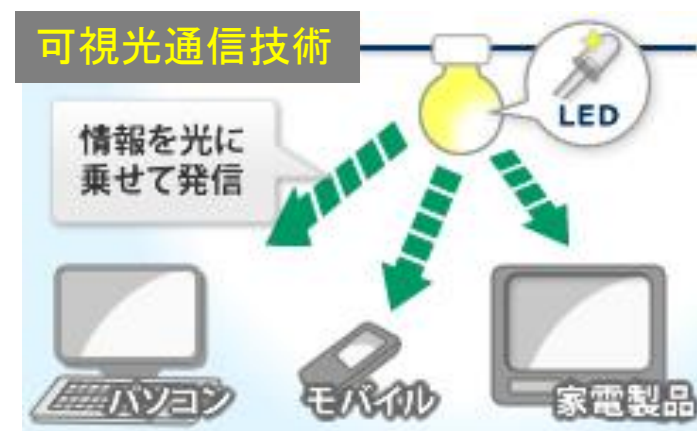 可視光通信技術
LED
情報を光に
乗せて発信
パソコン
モバイル
家電製品